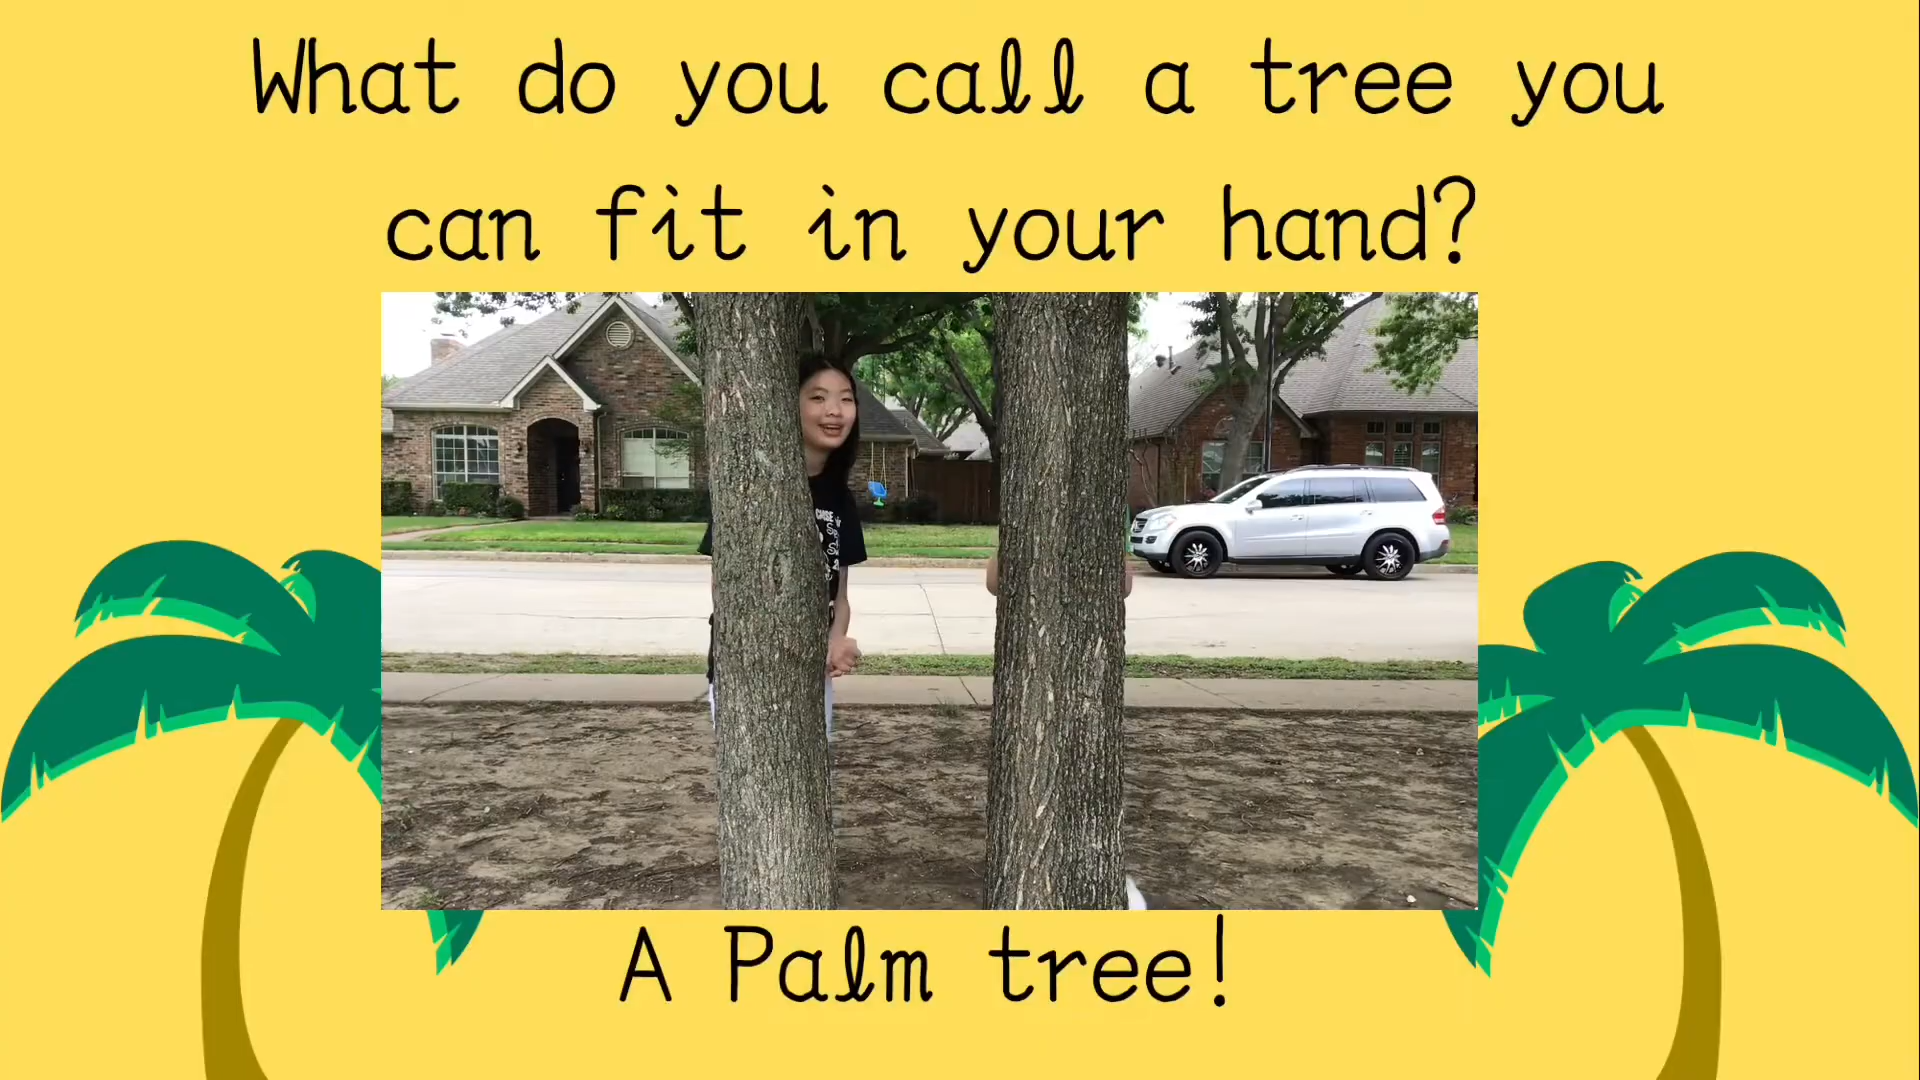 What do you call a tree you
can fit in your hand?
A Palm tree!